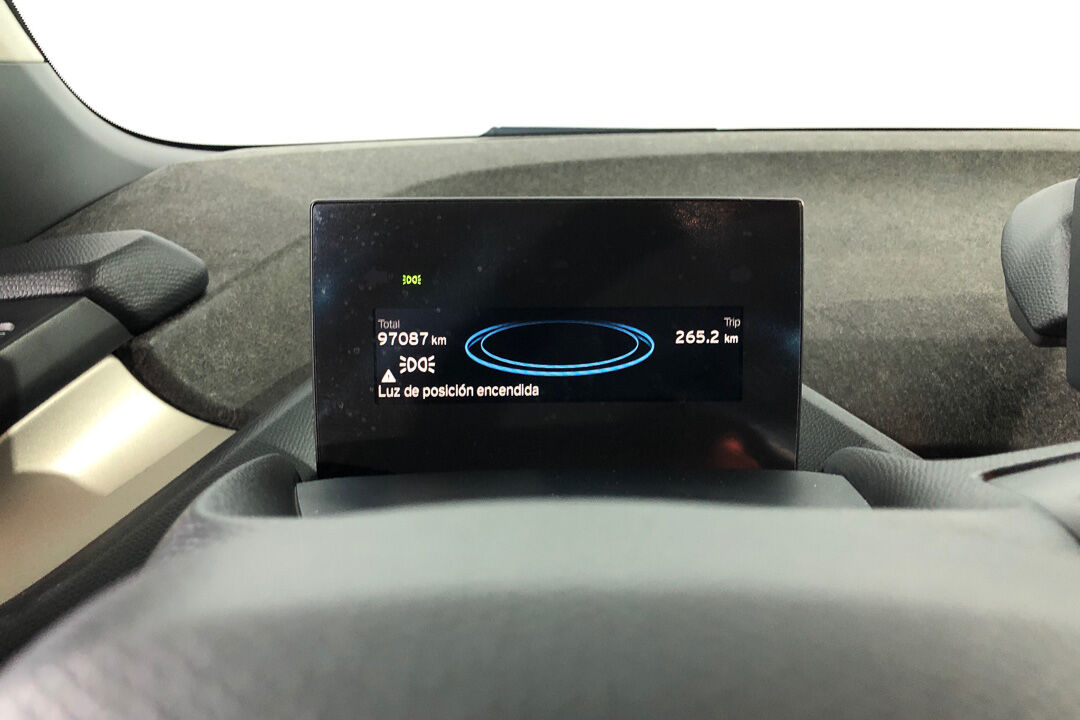 Total
97087 km
Trip
265.2 km
Luz de posición encendida